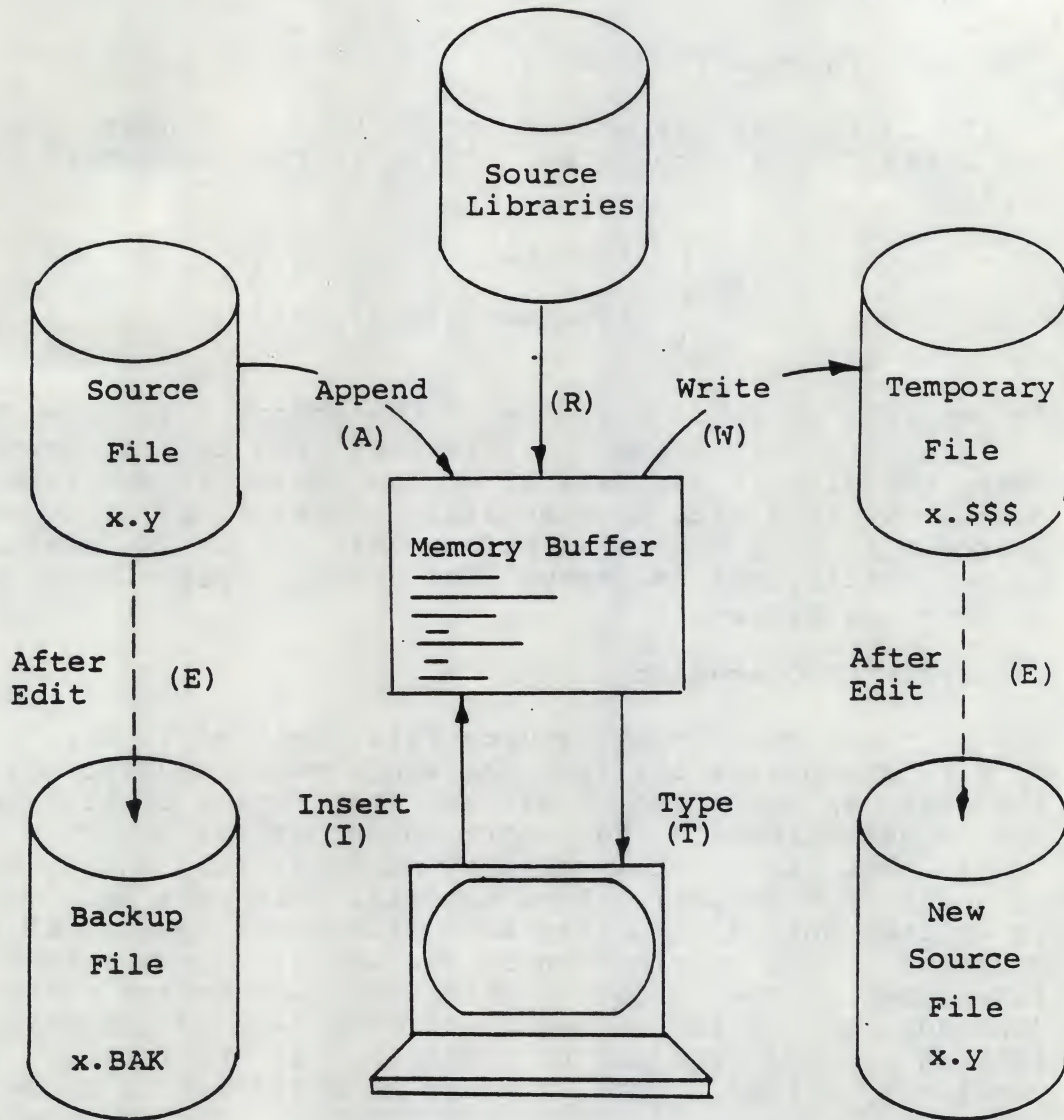 Source
Libraries
Source
File
x.y
Append
(A)
(R)
Write
(W)
Temporary
File
x.$$$
Memory Buffer
After
Edit
(E)
After
Edit
(E)
Insert
(I)
Type
(T)
Backup
File
x.BAK
New
Source
File
x.y